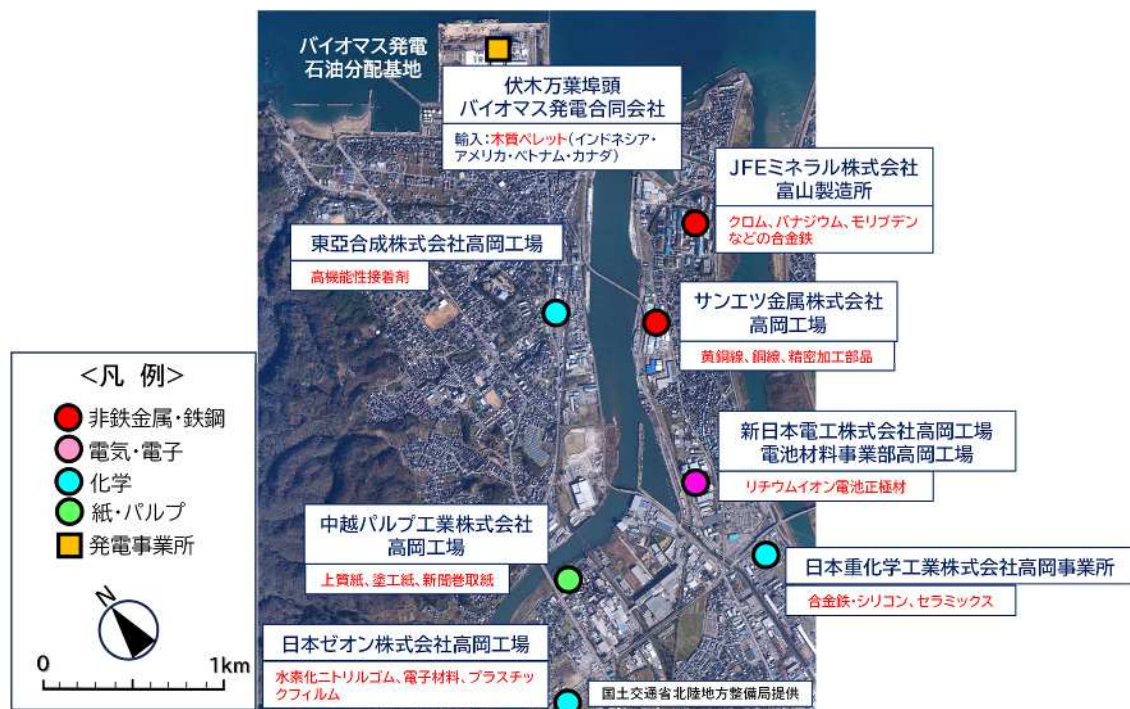 バイオマス発電
石油分配基地
伏木万葉埠頭
バイオマス発電合同会社
輸入：木質ペレット（インドネシア・
アメリカ・ベトナム・カナダ）
JFEミネラル株式会社
富山製造所
クロム、バナジウム、モリブデン
などの合金鉄
東亞合成株式会社高岡工場
高機能性接着剤
サンエツ金属株式会社
高岡工場
黄銅線、銅線、精密加工部品
<凡 例>
非鉄金属・鉄鋼
電気・電子
化学
紙・パルプ
発電事業所
N
0 1km
新日本電工株式会社高岡工場
電池材料事業部高岡工場
リチウムイオン電池正極材
中越パルプ工業株式会社
高岡工場
上質紙、塗工紙、新聞巻取紙
日本重化学工業株式会社高岡事業所
合金鉄・シリコン、セラミックス
日本ゼオン株式会社高岡工場
水素化ニトリルゴム、電子材料、プラスチッ
クフィルム
国土交通省北陸地方整備局提供